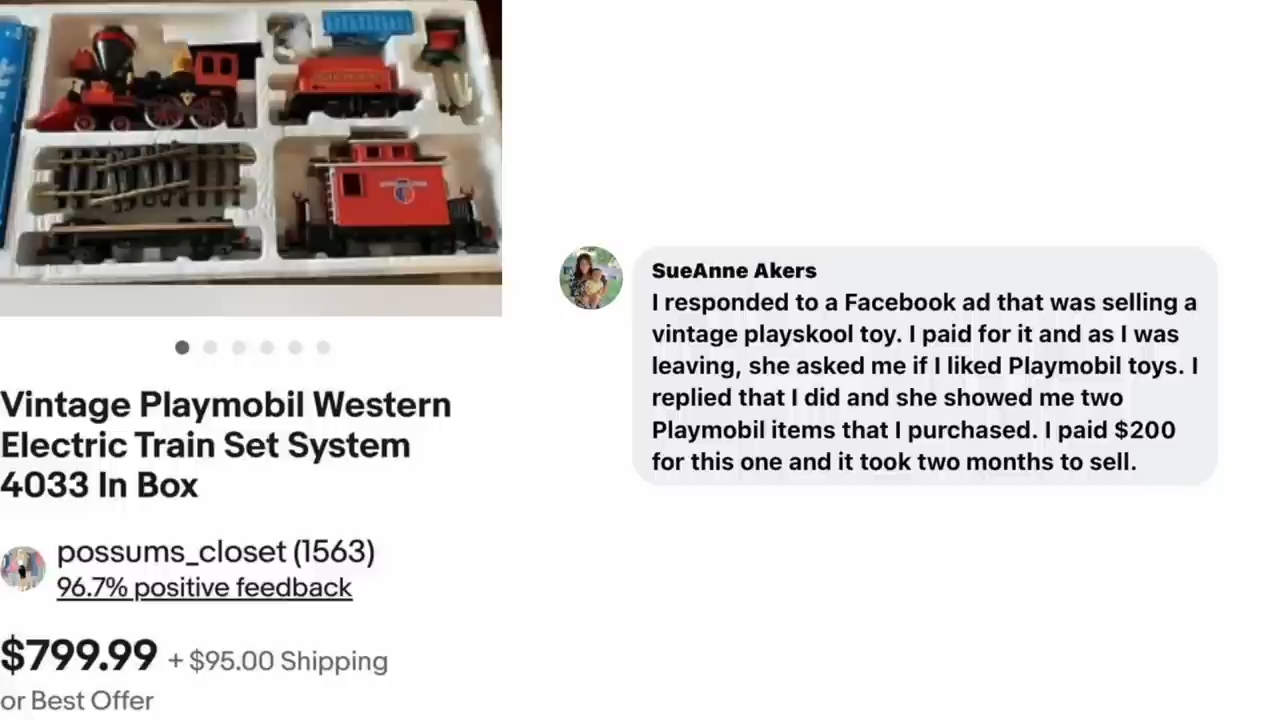 Vintage Playmobil Western
Electric Train Set System
4033 In Box
possums_closet (1563)
96.7% positive feedback
$799.99 + $95.00 Shipping
or Best Offer
SueAnne Akers
I responded to a Facebook ad that was selling a
vintage playskool toy. I paid for it and as I was
leaving, she asked me if I liked Playmobil toys. I
replied that I did and she showed me two
Playmobil items that I purchased. I paid $200
for this one and it took two months to sell.